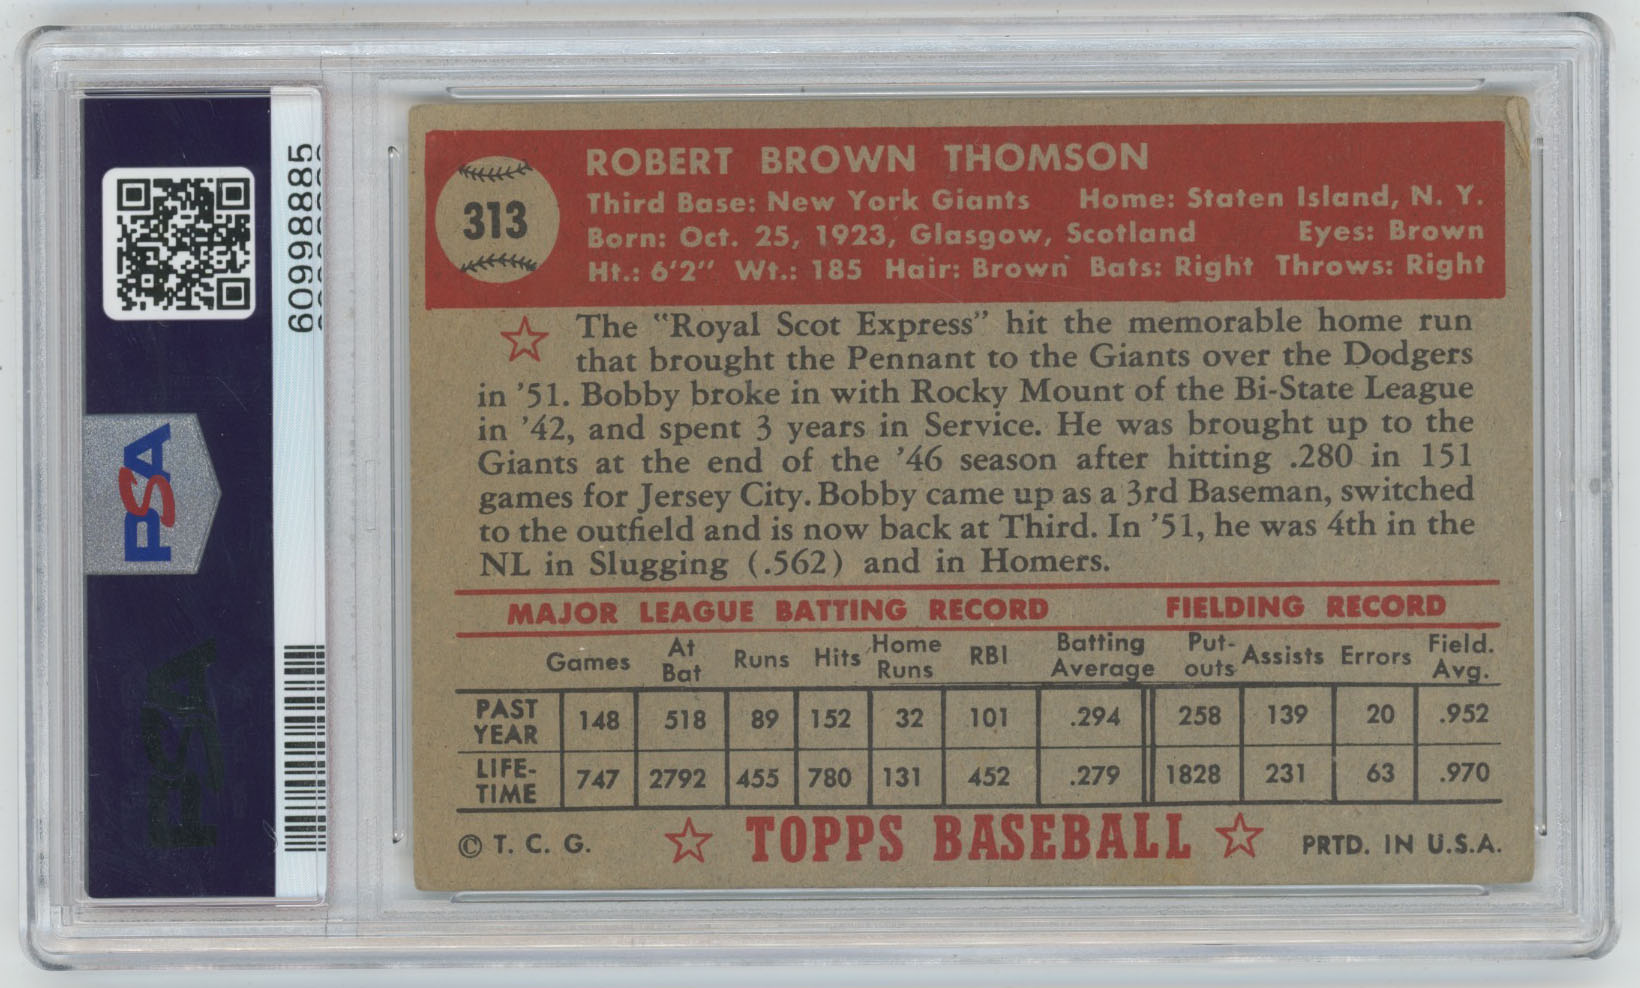 PSA
60998885
PSA
313
ROBERT BROWN THOMSON
Third Base: New York Giants Home: Staten Island, N. Y.
Born: Oct. 25, 1923, Glasgow, Scotland Eyes: Brown
Ht.: 6'2" Wt.: 185 Hair: Brown Bats: Right Throws: Right
The "Royal Scot Express" hit the memorable home run
that brought the Pennant to the Giants over the Dodgers
in '51. Bobby broke in with Rocky Mount of the Bi-State League
in '42, and spent 3 years in Service. He was brought up to the
Giants at the end of the '46 season after hitting .280 in 151
games for Jersey City. Bobby came up as a 3rd Baseman, switched
to the outfield and is now back at Third. In '51, he was 4th in the
NL in Slugging (.562) and in Homers.
MAJOR LEAGUE BATTING RECORD FIELDING RECORD
Games At Bat Runs Hits Home Runs RBI Batting Average Put-outs Assists Errors Field. Avg.
PAST YEAR 148 518 89 152 32 101 .294 258 139 20 .952
LIFE-TIME 747 2792 455 780 131 452 .279 1828 231 63 .970
© T. C. G. TOPPS BASEBALL PRTD. IN U.S.A.